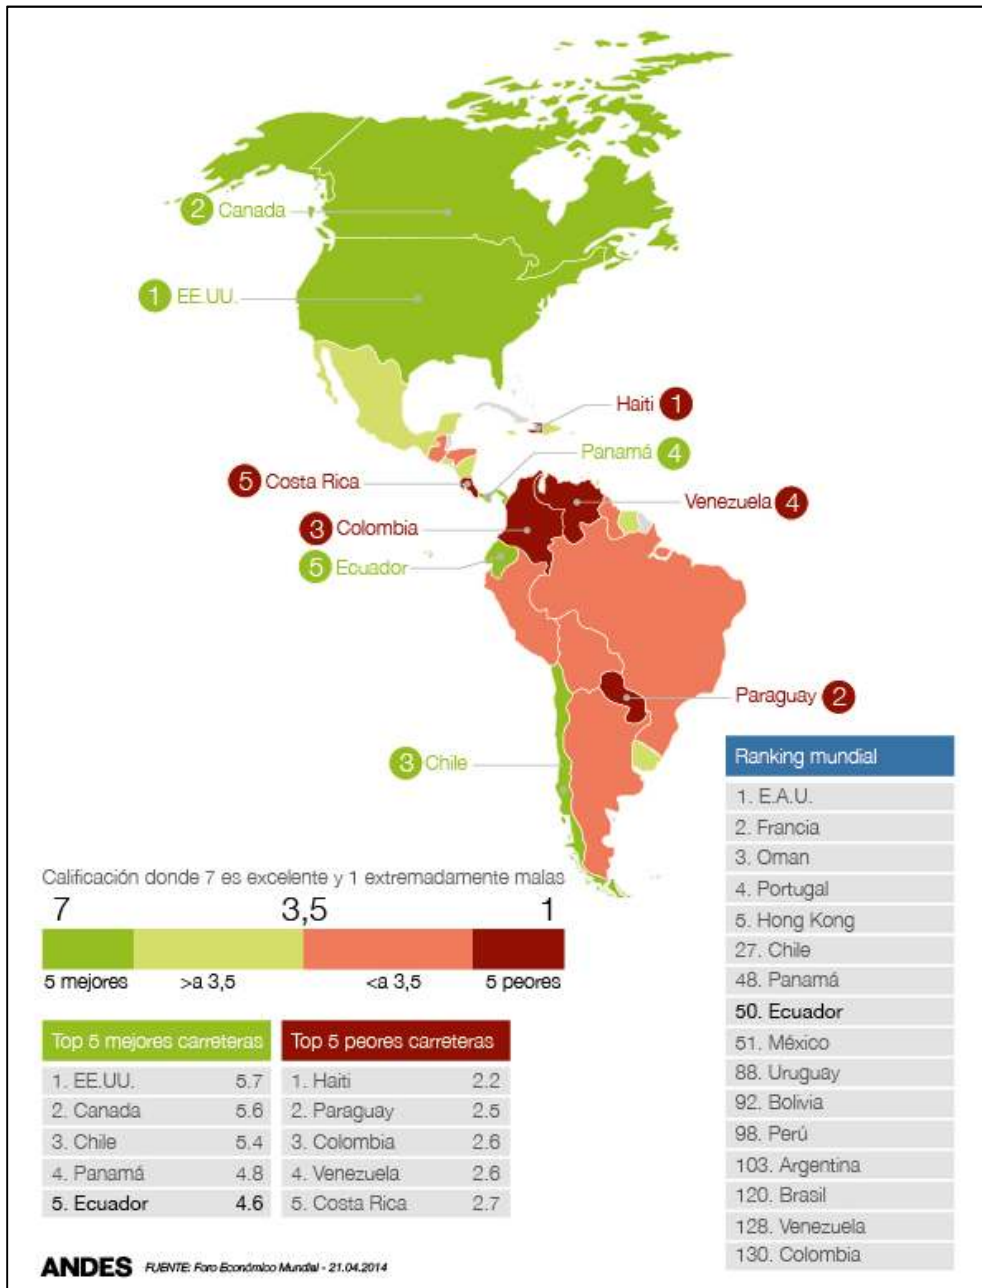 2 Canada
1 EE.UU.
Haiti 1
Panamá 4
5 Costa Rica
Venezuela 4
3 Colombia
5 Ecuador
Paraguay 2
3 Chile
Ranking mundial
1. E.A.U.
2. Francia
3. Oman
4. Portugal
5. Hong Kong
27. Chile
48. Panamá
50. Ecuador
51. México
88. Uruguay
92. Bolivia
98. Perú
103. Argentina
120. Brasil
128. Venezuela
130. Colombia
Calificación donde 7 es excelente y 1 extremadamente malas
7 3,5 1
5 mejores >a 3,5 <a 3,5 5 peores
Top 5 mejores carreteras
1. EE.UU. 5.7
2. Canada 5.6
3. Chile 5.4
4. Panamá 4.8
5. Ecuador 4.6
Top 5 peores carreteras
1. Haiti 2.2
2. Paraguay 2.5
3. Colombia 2.6
4. Venezuela 2.6
5. Costa Rica 2.7
ANDES FUENTE: Foro Económico Mundial - 21.04.2014